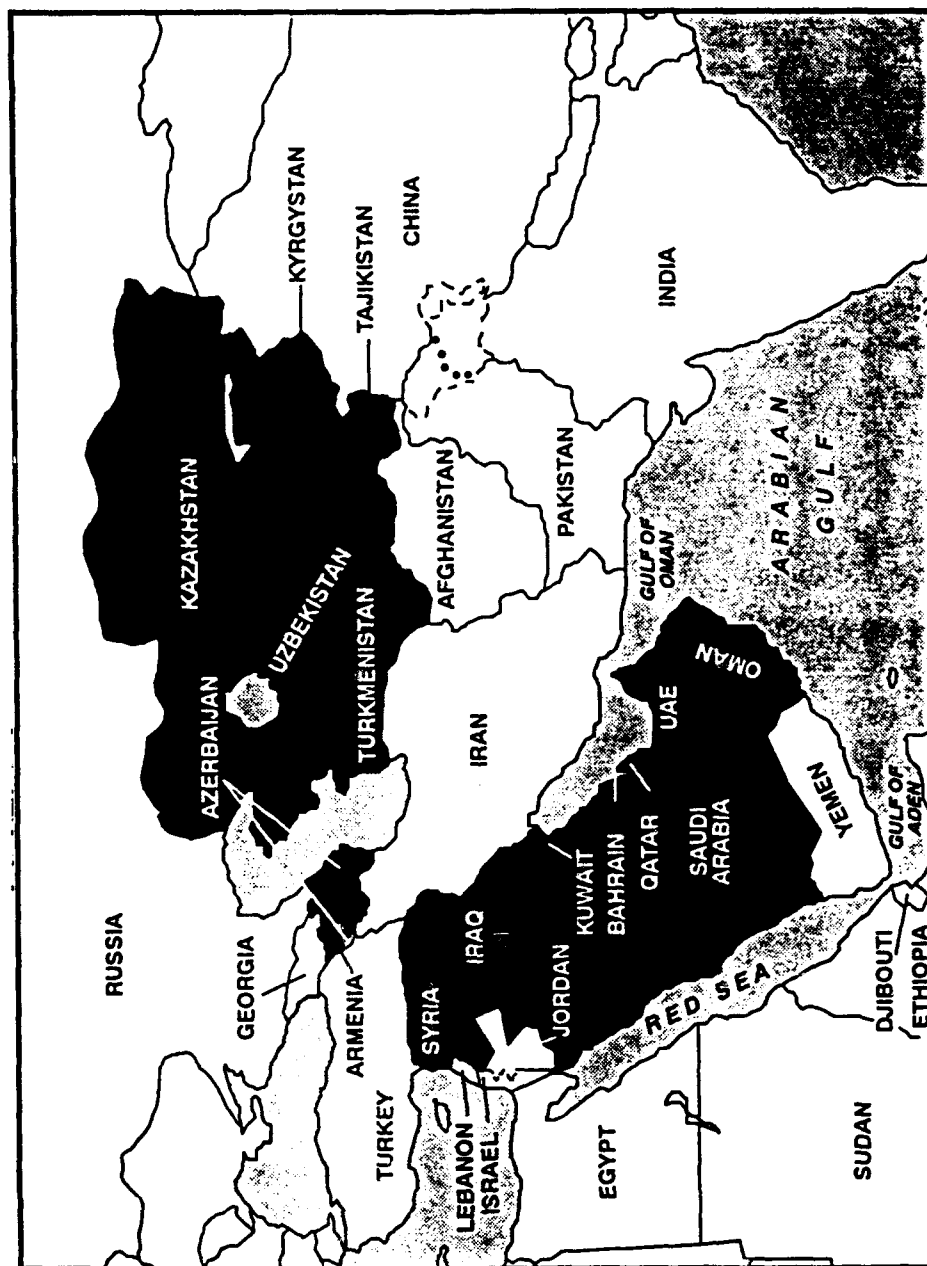 RUSSIA
KAZAKHSTAN
KYRGYSTAN
AZERBAIJAN
UZBEKISTAN
GEORGIA
ARMENIA
TURKMENISTAN
TAJIKISTAN
CHINA
TURKEY
SYRIA
IRAQ
IRAN
AFGHANISTAN
LEBANON
ISRAEL
JORDAN
KUWAIT
BAHRAIN
QATAR
PAKISTAN
EGYPT
UAE
GULF OF
OMAN
INDIA
SAUDI
ARABIA
RED SEA
OMAN
ARABIAN
GULF
YEMEN
SUDAN
DJIBOUTI
ETHIOPIA
GULF OF
ADEN